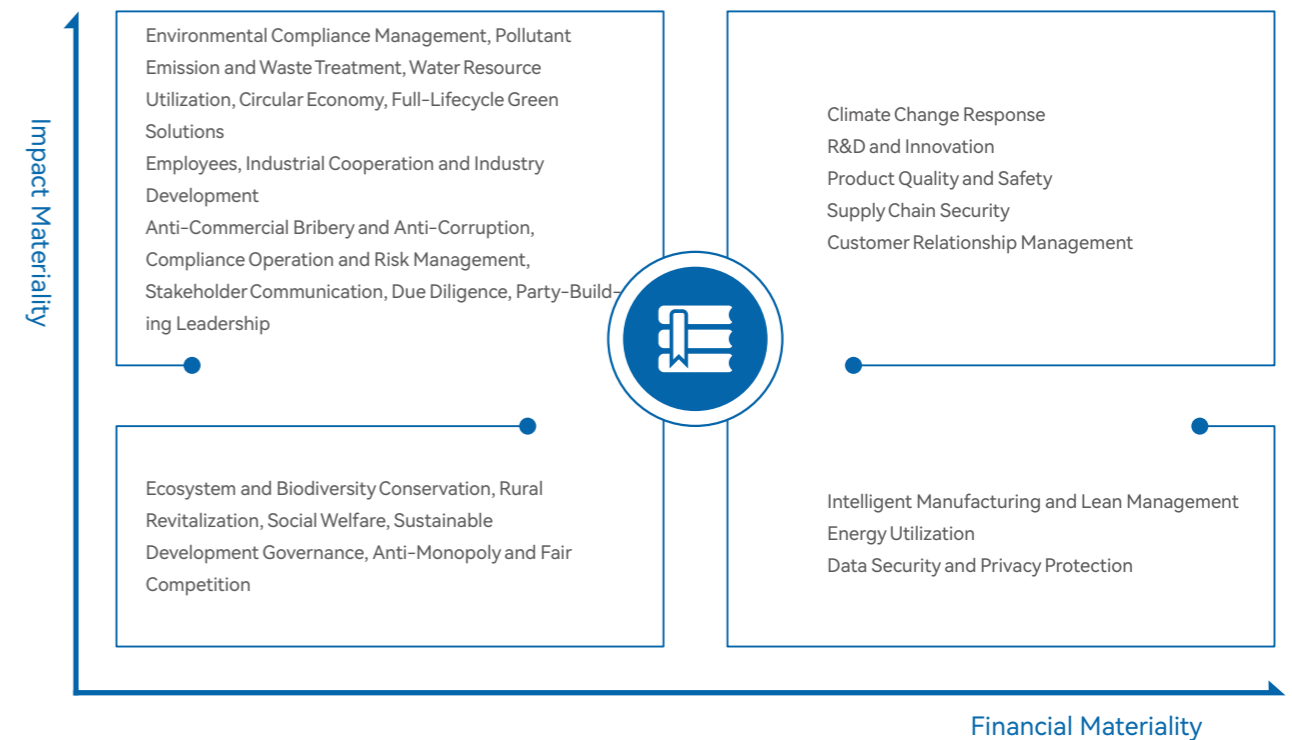 Impact Materiality
Environmental Compliance Management, Pollutant
Emission and Waste Treatment, Water Resource
Utilization, Circular Economy, Full-Lifecycle Green
Solutions
Employees, Industrial Cooperation and Industry
Development
Anti-Commercial Bribery and Anti-Corruption,
Compliance Operation and Risk Management,
Stakeholder Communication, Due Diligence, Party-Build-
ing Leadership
Climate Change Response
R&D and Innovation
Product Quality and Safety
Supply Chain Security
Customer Relationship Management
Ecosystem and Biodiversity Conservation, Rural
Revitalization, Social Welfare, Sustainable
Development Governance, Anti-Monopoly and Fair
Competition
Intelligent Manufacturing and Lean Management
Energy Utilization
Data Security and Privacy Protection
Financial Materiality